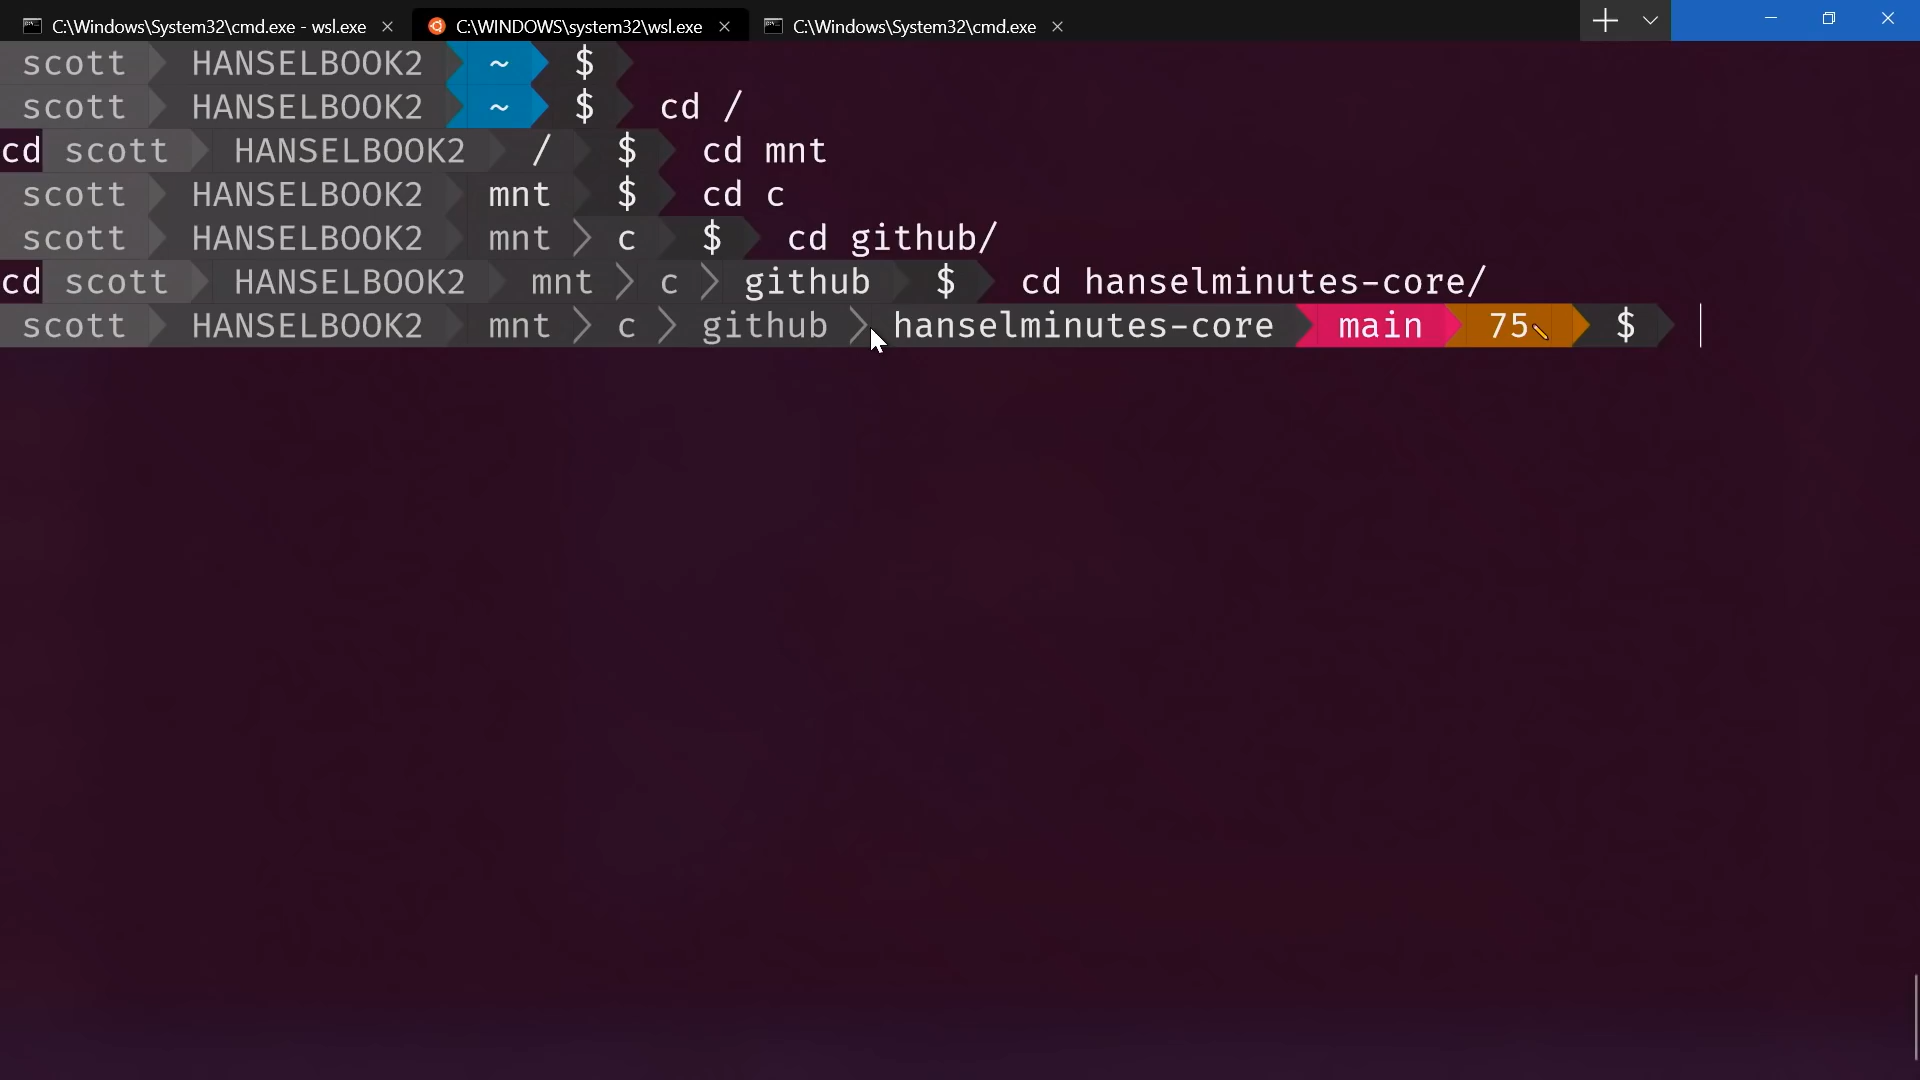 C:\Windows\System32\cmd.exe - wsl.exe C:\WINDOWS\system32\wsl.exe C:\Windows\System32\cmd.exe
scott HANSELBOOK2 ~ $
scott HANSELBOOK2 ~ $ cd /
cd scott HANSELBOOK2 / $ cd mnt
scott HANSELBOOK2 mnt $ cd c
scott HANSELBOOK2 mnt c $ cd github/
cd scott HANSELBOOK2 mnt c github $ cd hanselminutes-core/
scott HANSELBOOK2 mnt c github hanselminutes-core main 75 $